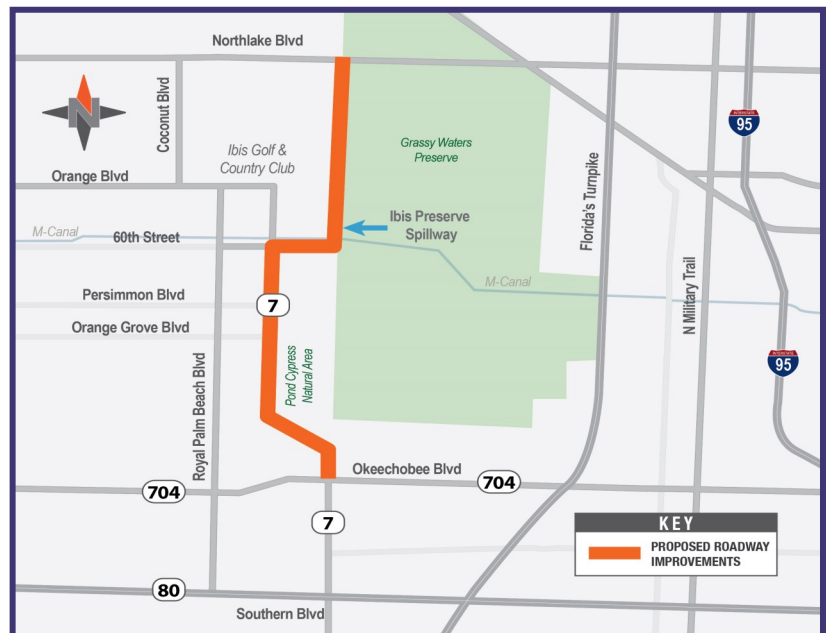 Northlake Blvd
N
Coconut Blvd
INTERSTATE
95
Grassy Waters
Preserve
Ibis Golf &
Country Club
Orange Blvd
Florida's Turnpike
Ibis Preserve
Spillway
M-Canal
60th Street
M-Canal
N Military Trail
Persimmon Blvd
7
Orange Grove Blvd
INTERSTATE
95
Pond Cypress
Natural Area
Royal Palm Beach Blvd
Okeechobee Blvd
704
704
7
KEY
PROPOSED ROADWAY
IMPROVEMENTS
80
Southern Blvd